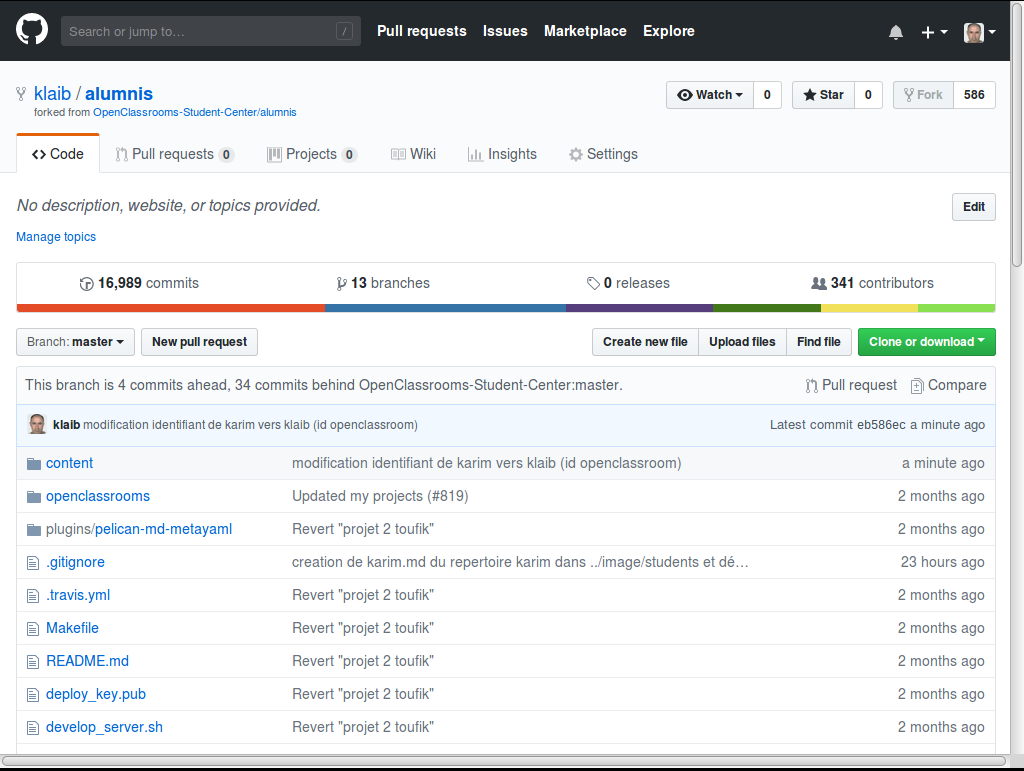 Search or jump to… / Pull requests Issues Marketplace Explore
klaib / alumnis Watch 0 Star 0 Fork 586
forked from OpenClassrooms-Student-Center/alumnis
Code Pull requests 0 Projects 0 Wiki Insights Settings
No description, website, or topics provided. Edit
Manage topics
16,989 commits 13 branches 0 releases 341 contributors
Branch: master New pull request Create new file Upload files Find file Clone or download
This branch is 4 commits ahead, 34 commits behind OpenClassrooms-Student-Center:master. Pull request Compare
klaib modification identifiant de karim vers klaib (id openclassroom) Latest commit eb586ec a minute ago
content modification identifiant de karim vers klaib (id openclassroom) a minute ago
openclassrooms Updated my projects (#819) 2 months ago
plugins/pelican-md-metayaml Revert "projet 2 toufik" 2 months ago
.gitignore creation de karim.md du repertoire karim dans ../image/students et dé… 23 hours ago
.travis.yml Revert "projet 2 toufik" 2 months ago
Makefile Revert "projet 2 toufik" 2 months ago
README.md Revert "projet 2 toufik" 2 months ago
deploy_key.pub Revert "projet 2 toufik" 2 months ago
develop_server.sh Revert "projet 2 toufik" 2 months ago